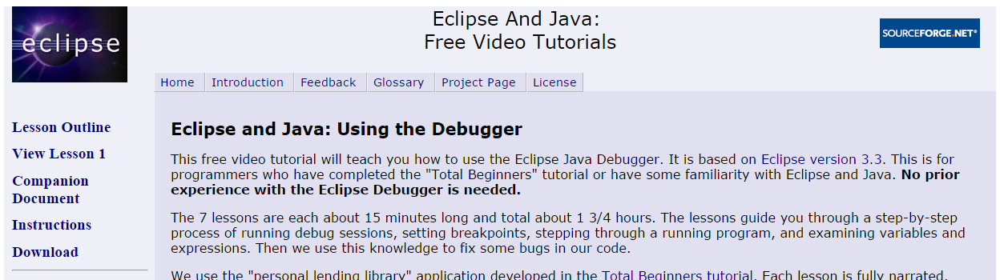 eclipse
Eclipse And Java:
Free Video Tutorials
SOURCEFORGE.NET®
Home Introduction Feedback Glossary Project Page License
Lesson Outline
View Lesson 1
Companion
Document
Instructions
Download
Eclipse and Java: Using the Debugger
This free video tutorial will teach you how to use the Eclipse Java Debugger. It is based on Eclipse version 3.3. This is for
programmers who have completed the "Total Beginners" tutorial or have some familiarity with Eclipse and Java. No prior
experience with the Eclipse Debugger is needed.
The 7 lessons are each about 15 minutes long and total about 1 3/4 hours. The lessons guide you through a step-by-step
process of running debug sessions, setting breakpoints, stepping through a running program, and examining variables and
expressions. Then we use this knowledge to fix some bugs in our code.
We use the "personal lending library" application developed in the Total Beginners tutorial. Each lesson is fully narrated.